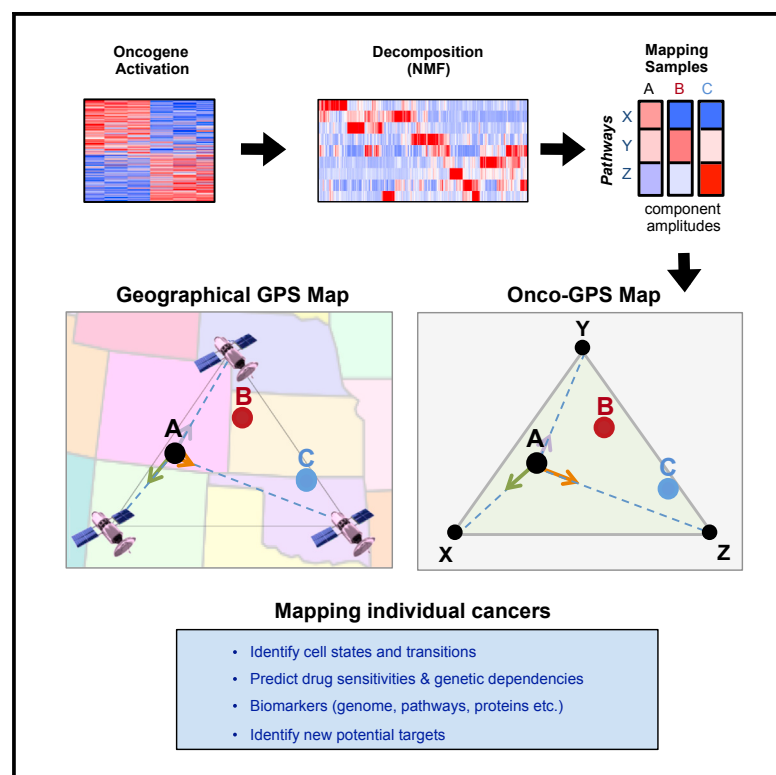 Oncogene
Activation
Decomposition
(NMF)
Mapping
Samples
A B C
X
Y
Z
Pathways
component
amplitudes
Geographical GPS Map
A
B
C
Onco-GPS Map
Y
B
A
C
X
Z
Mapping individual cancers
• Identify cell states and transitions
• Predict drug sensitivities & genetic dependencies
• Biomarkers (genome, pathways, proteins etc.)
• Identify new potential targets